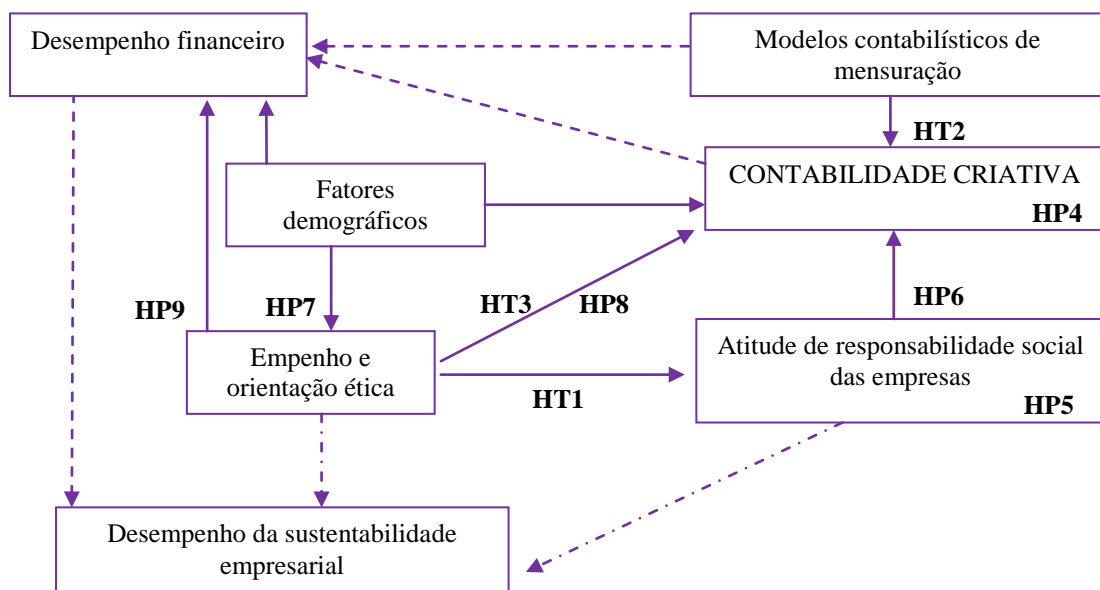 Desempenho financeiro
Modelos contabilísticos de
mensuração
HT2
CONTABILIDADE CRIATIVA
HP4
Fatores
demográficos
HP9
HP7
HT3
HP8
HP6
Empenho e
orientação ética
HT1
Atitude de responsabilidade social
das empresas
HP5
Desempenho da sustentabilidade
empresarial